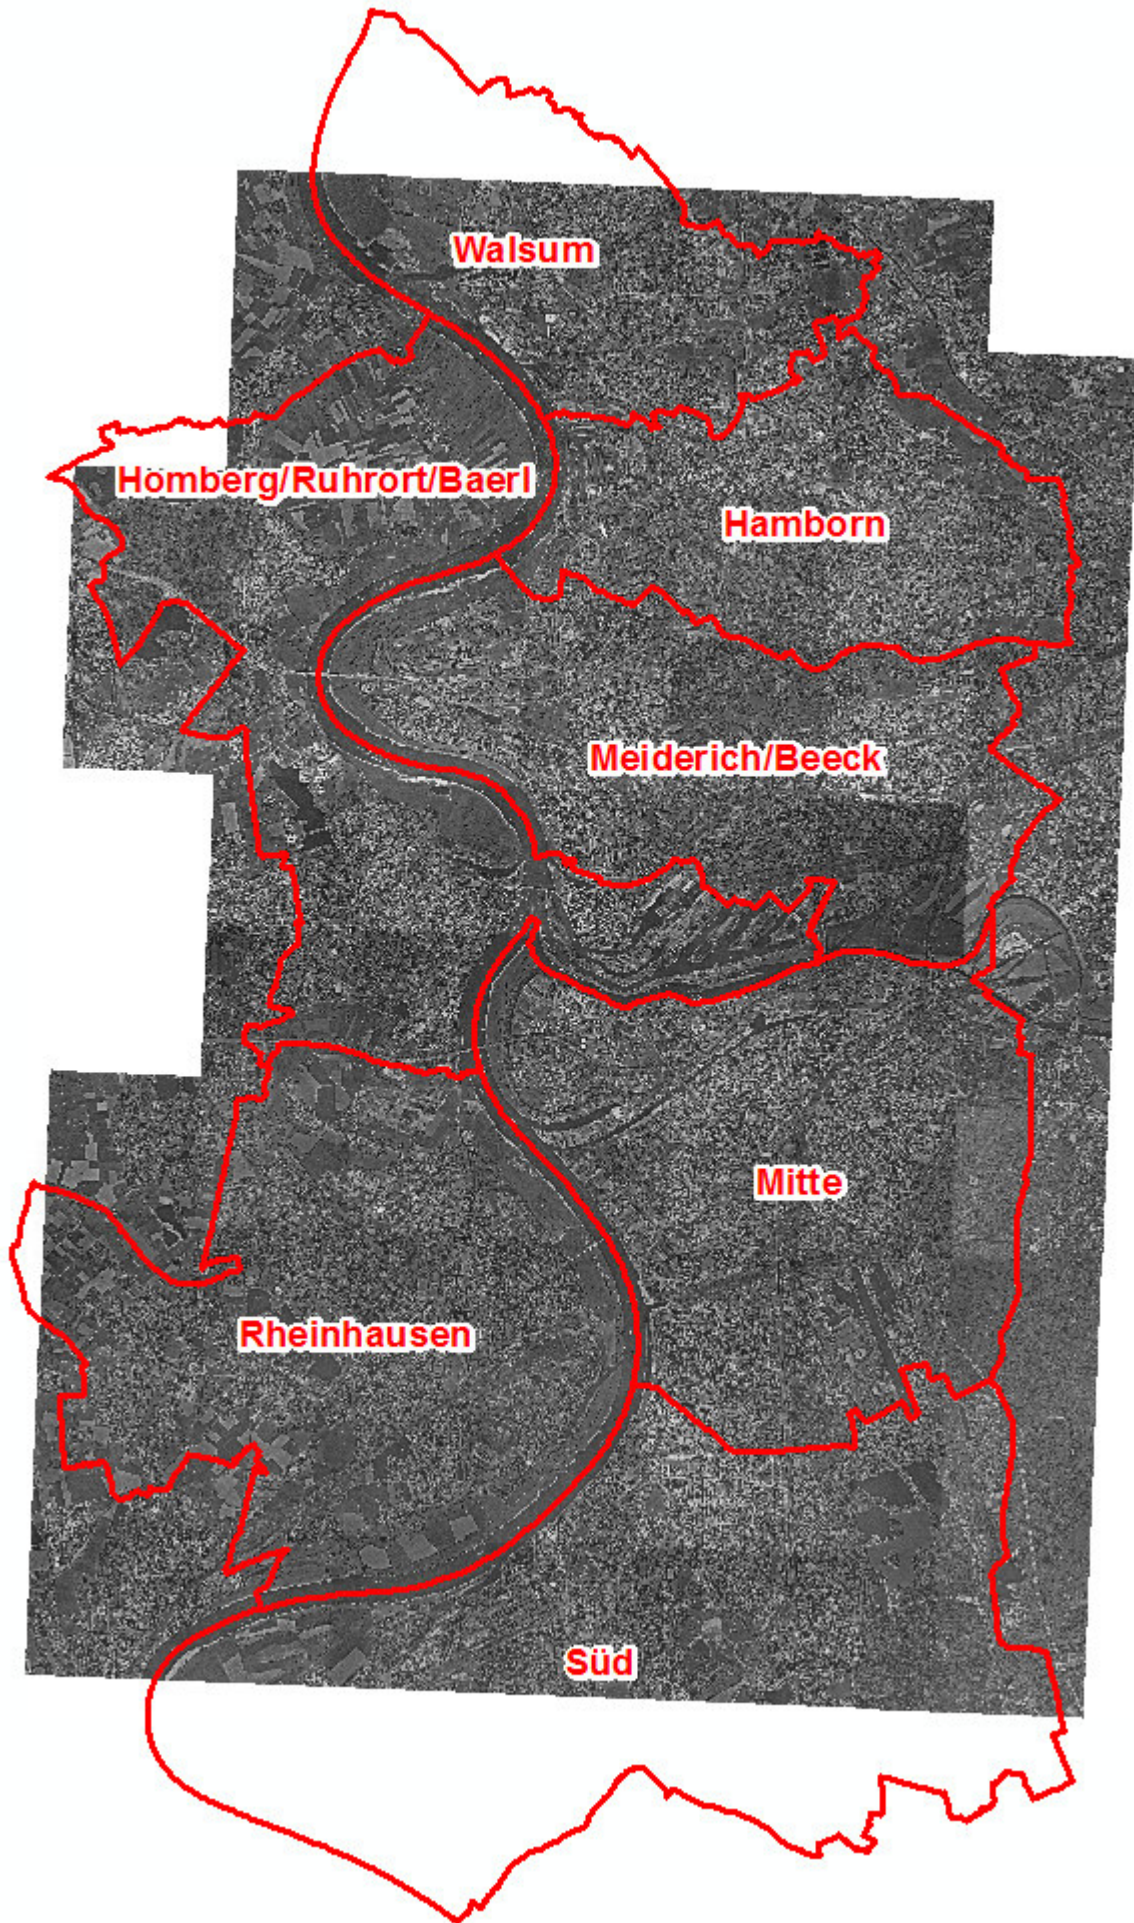 Walsum
Homberg/Ruhrort/Baerl
Hamborn
Meiderich/Beeck
Mitte
Rheinhausen
Süd